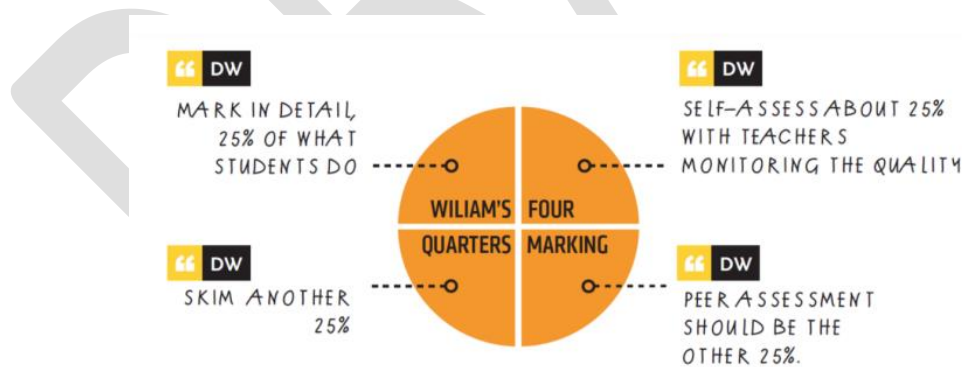 DW
MARK IN DETAIL,
25% OF WHAT
STUDENTS DO
DW
SELF-ASSESS ABOUT 25%
WITH TEACHERS
MONITORING THE QUALITY
WILIAM'S FOUR
QUARTERS MARKING
DW
SKIM ANOTHER
25%
DW
PEER ASSESSMENT
SHOULD BE THE
OTHER 25%.